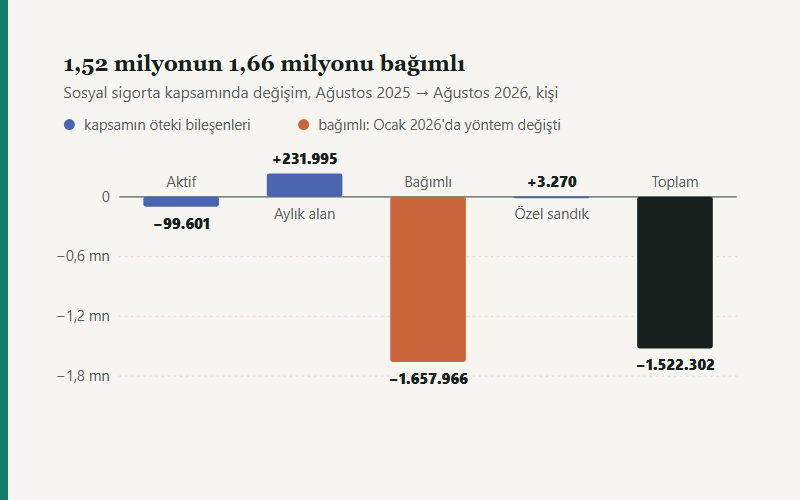 1,52 milyonun 1,66 milyonu bağımlı
Sosyal sigorta kapsamında değişim, Ağustos 2025 → Ağustos 2026, kişi
kapsamın öteki bileşenleri
bağımlı: Ocak 2026'da yöntem değişti
+231.995
Aktif
Bağımlı
+3.270
Toplam
0
−99.601
Aylık alan
Özel sandık
−0,6 mn
−1,2 mn
−1.522.302
−1,8 mn
−1.657.966